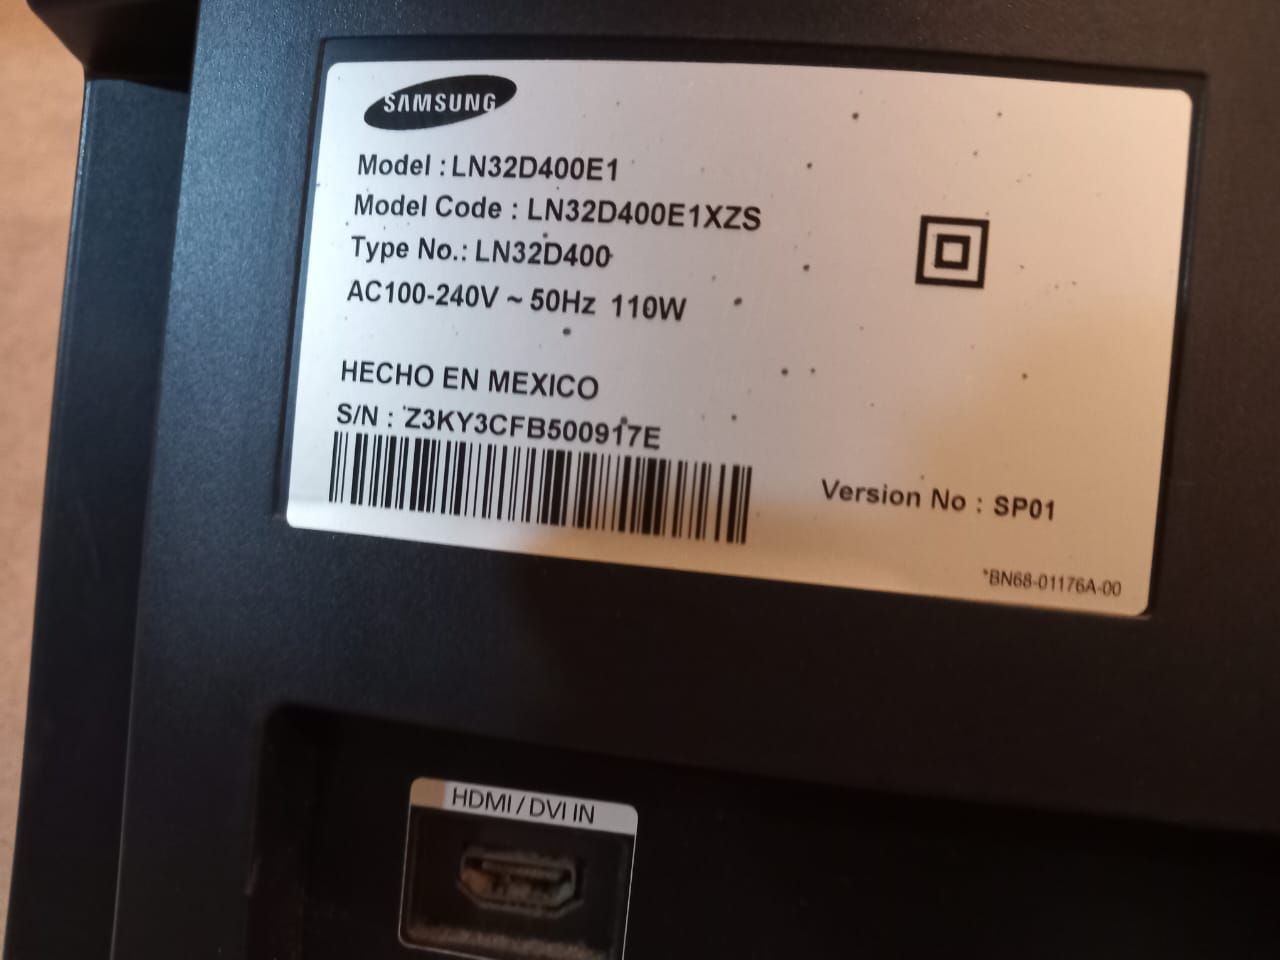 SAMSUNG
Model : LN32D400E1
Model Code : LN32D400E1XZS
Type No.: LN32D400
AC100-240V ~ 50Hz 110W
HECHO EN MEXICO
S/N : Z3KY3CFB500917E
Version No : SP01
*BN68-01176A-00
HDMI / DVI IN